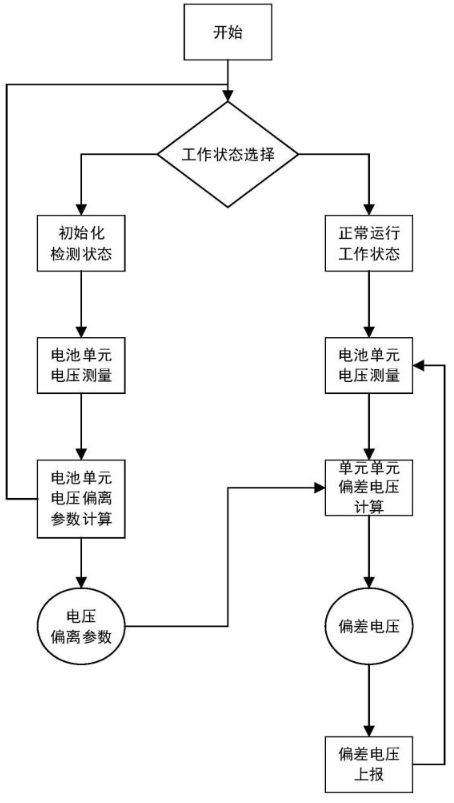 开始
工作状态选择
初始化
检测状态
正常运行
工作状态
电池单元
电压测量
电池单元
电压测量
电池单元
电压偏离
参数计算
单元单元
偏差电压
计算
电压
偏离参数
偏差电压
偏差电压
上报